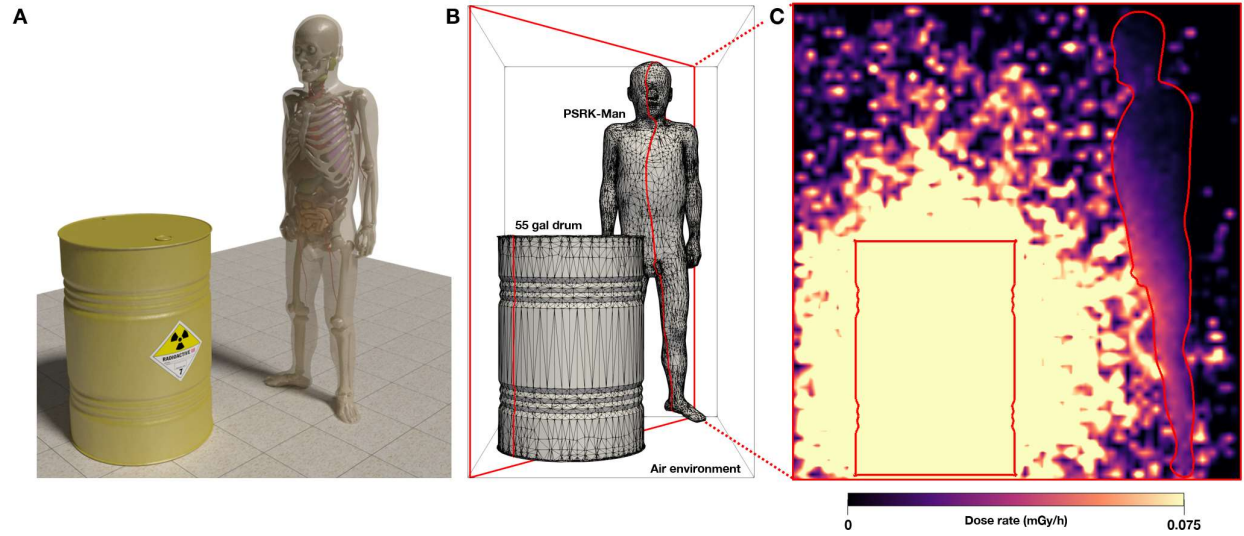 A
B
C
PSRK-Man
55 gal drum
RADIOACTIVE
7
Air environment
0
Dose rate (mGy/h)
0.075